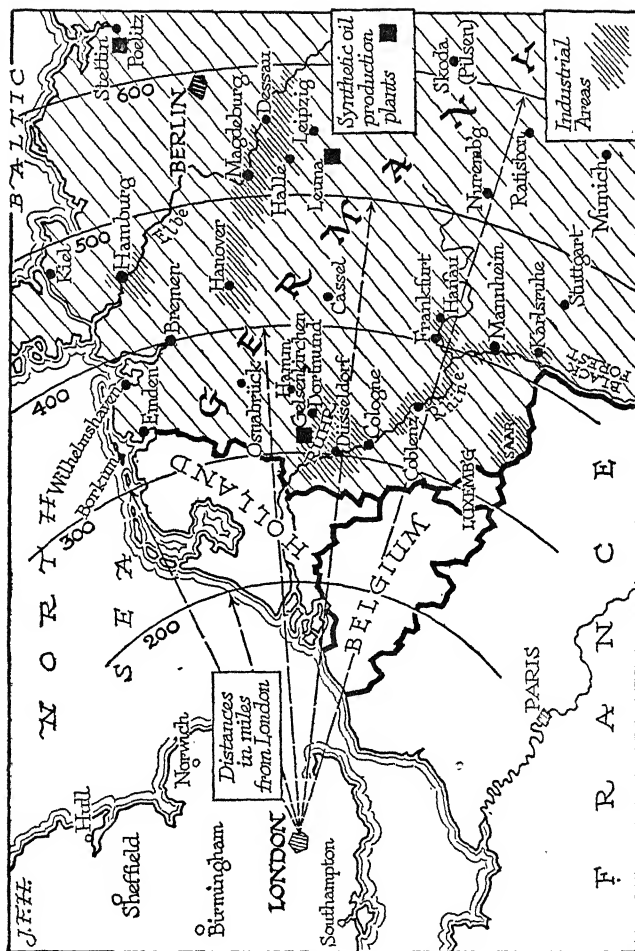 J.F.H.
NORTH
SEA
BALTIC
Hull
Sheffield
Norwich
Birmingham
LONDON
Southampton
Distances
in miles
from London
200
300
400
500
600
Borkum
Wilhelmshaven
Emden
Bremen
Kiel
Hamburg
Elbe
Stettin
Poelitz
BERLIN
Hanover
Magdeburg
Dessau
Halle
Leipzig
Leuna
Osnabrück
Hamm
Gelsenkirchen
Dortmund
RUHR
Düsseldorf
Cologne
Cassel
Coblenz
Rhine
Frankfurt
Hanau
Mannheim
Karlsruhe
Stuttgart
Nuremberg
Ratisbon
Munich
Skoda
(Pilsen)
GERMANY
HOLLAND
BELGIUM
LUXEMBG
SAAR
PARIS
FRANCE
Synthetic oil
production
plants
Industrial
Areas